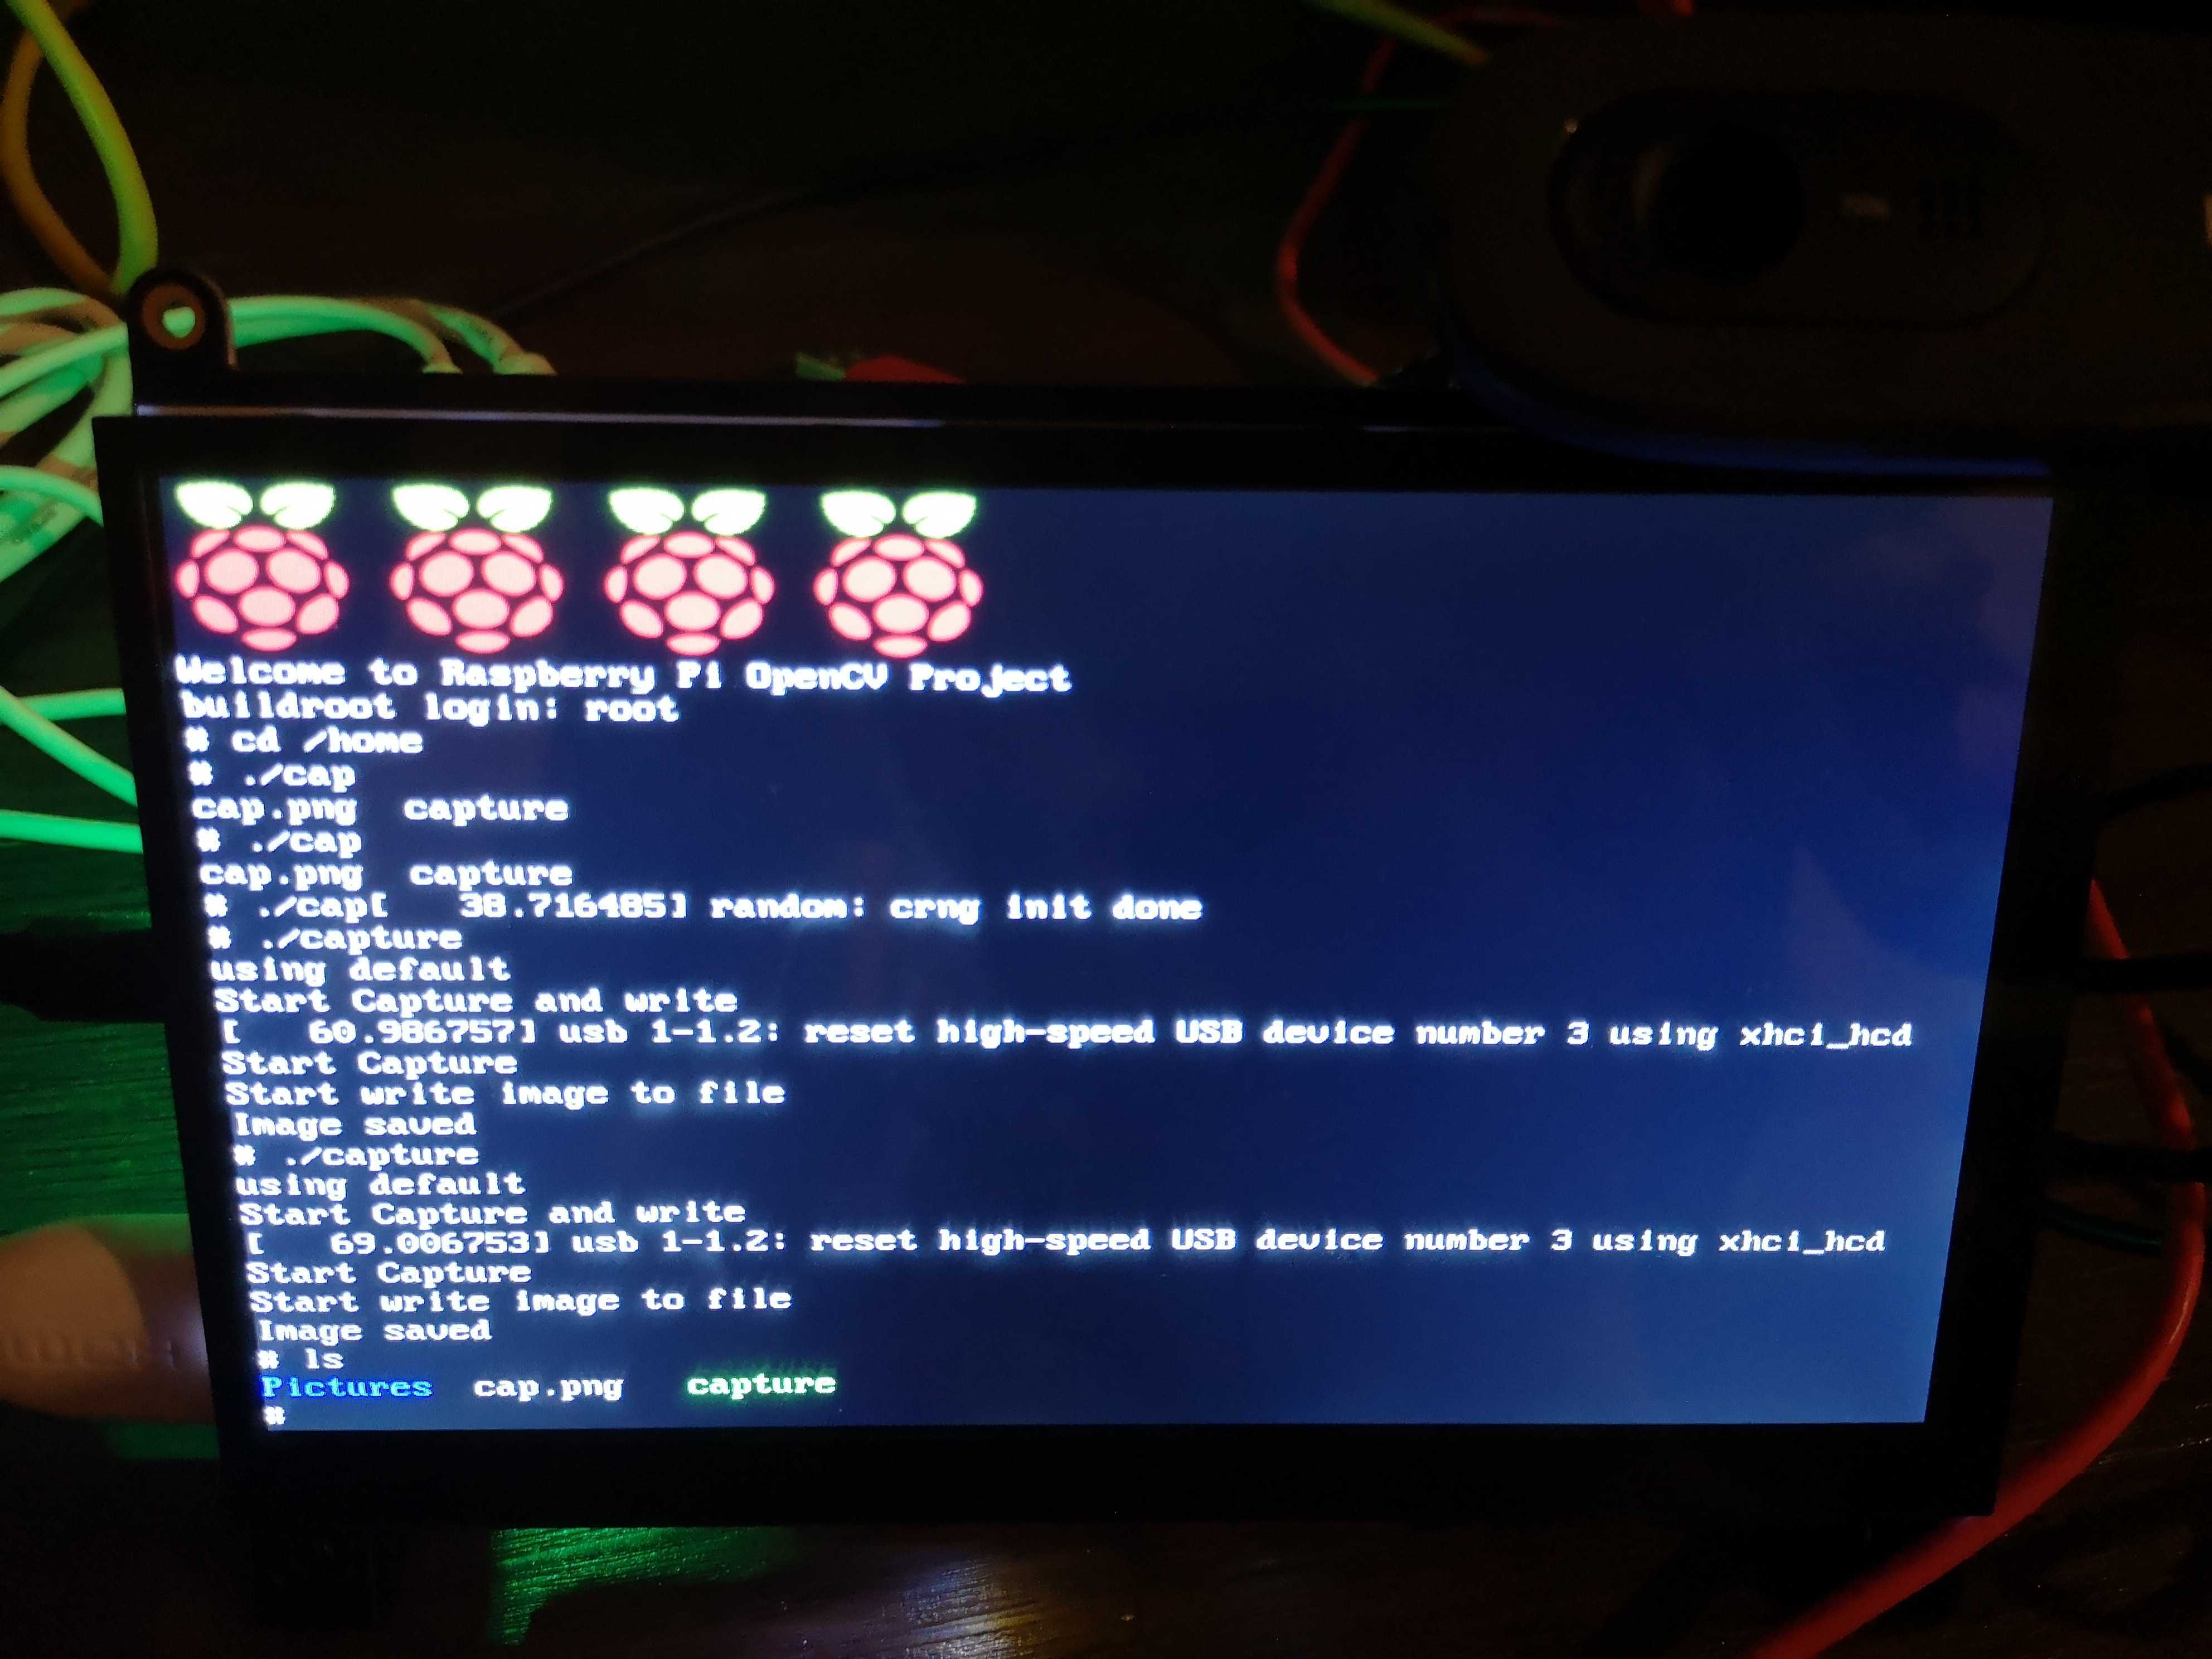 Welcome to Raspberry Pi OpenCV Project
buildroot login: root
# cd /home
# ./cap
cap.png  capture
# ./cap
cap.png  capture
# ./cap[   38.716485] random: crng init done
# ./capture
using default
Start Capture and write
[   60.986757] usb 1-1.2: reset high-speed USB device number 3 using xhci_hcd
Start Capture
Start write image to file
Image saved
# ./capture
using default
Start Capture and write
[   69.006753] usb 1-1.2: reset high-speed USB device number 3 using xhci_hcd
Start Capture
Start write image to file
Image saved
# ls
Pictures  cap.png  capture
#